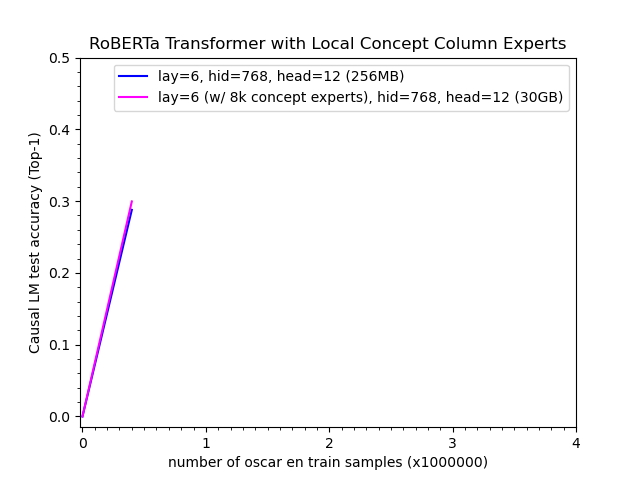 RoBERTa Transformer with Local Concept Column Experts
lay=6, hid=768, head=12 (256MB)
lay=6 (w/ 8k concept experts), hid=768, head=12 (30GB)
Causal LM test accuracy (Top-1)
0.5
0.4
0.3
0.2
0.1
0.0
0 1 2 3 4
number of oscar en train samples (x1000000)